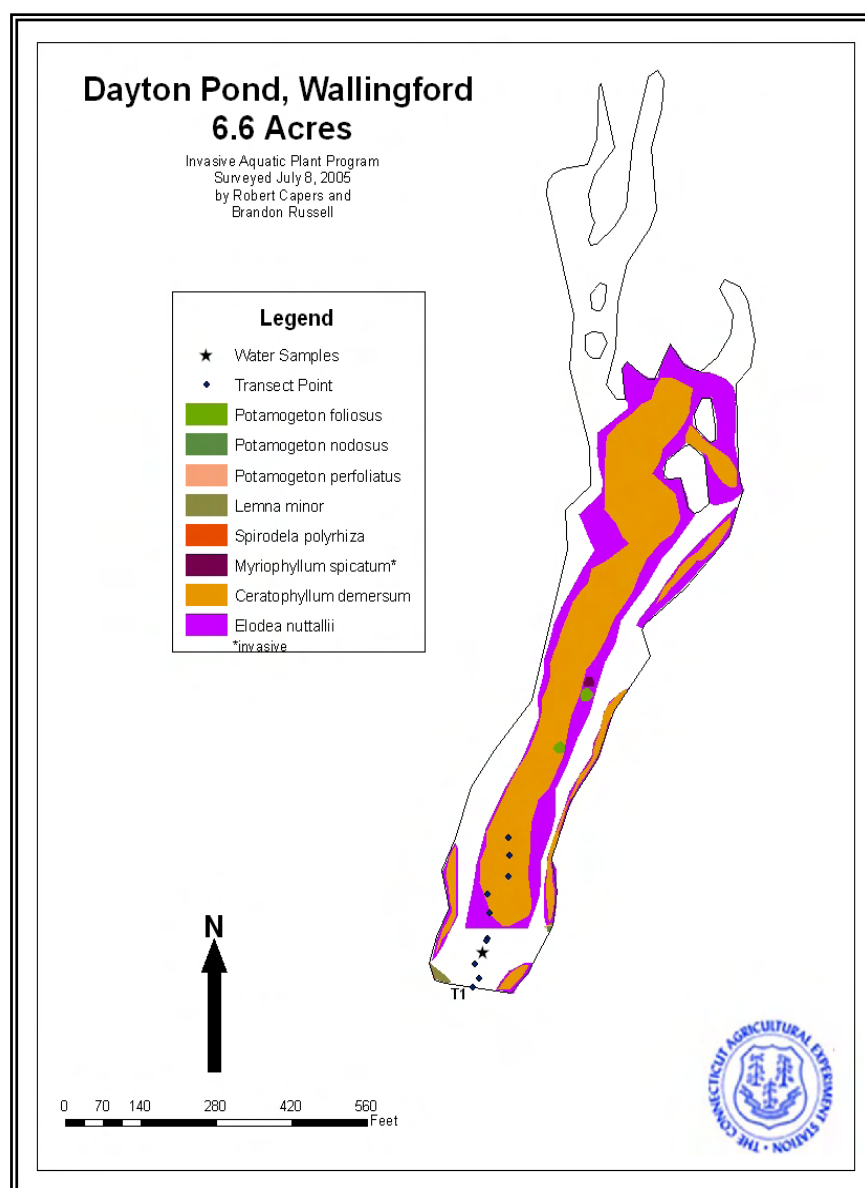 Dayton Pond, Wallingford
6.6 Acres
Invasive Aquatic Plant Program
Surveyed July 8, 2005
by Robert Capers and
Brandon Russell
Legend
Water Samples
Transect Point
Potamogeton foliosus
Potamogeton nodosus
Potamogeton perfoliatus
Lemna minor
Spirodela polyrhiza
Myriophyllum spicatum*
Ceratophyllum demersum
Elodea nuttallii
*invasive
N
T1
0 70 140 280 420 560
Feet
THE CONNECTICUT AGRICULTURAL EXPERIMENT STATION •